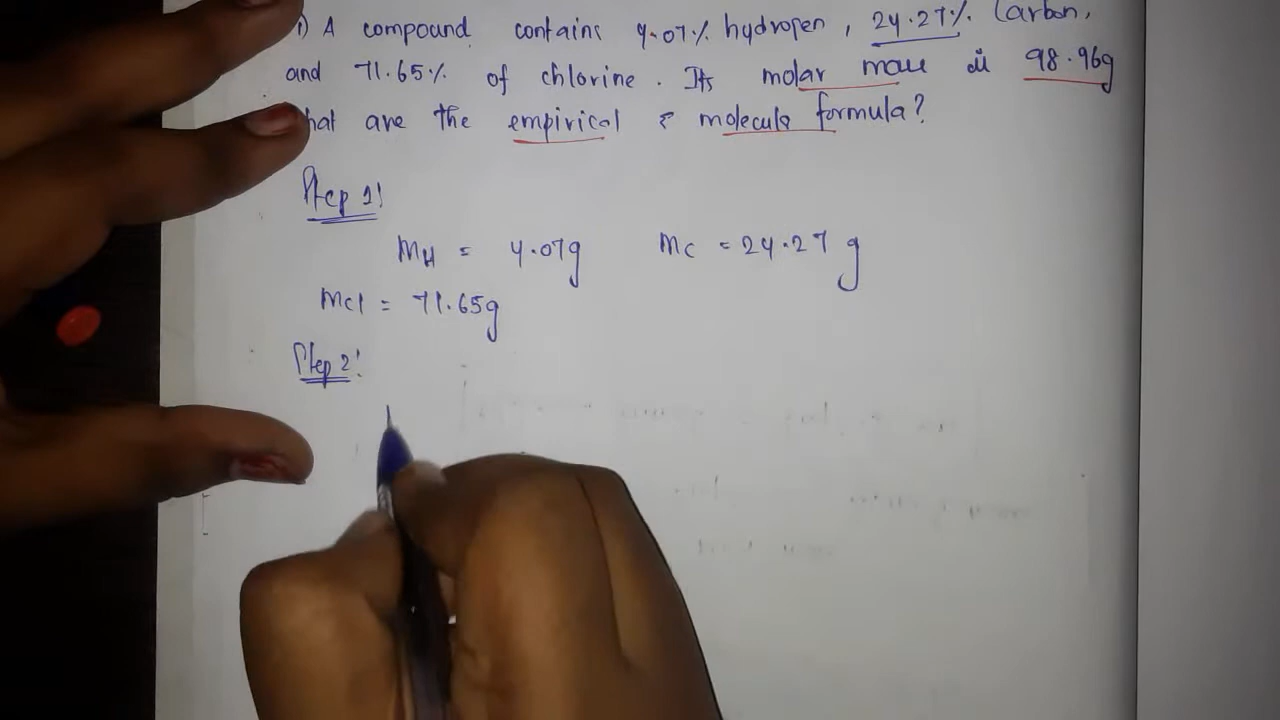 1) A compound contains 4.07% hydrogen, 24.27% Carbon,
and 71.65% of chlorine. Its molar mass is 98.96g
hat are the empirical & molecule formula?
Step 1!
MH = 4.07g MC = 24.27 g
MCl = 71.65g
Step 2!